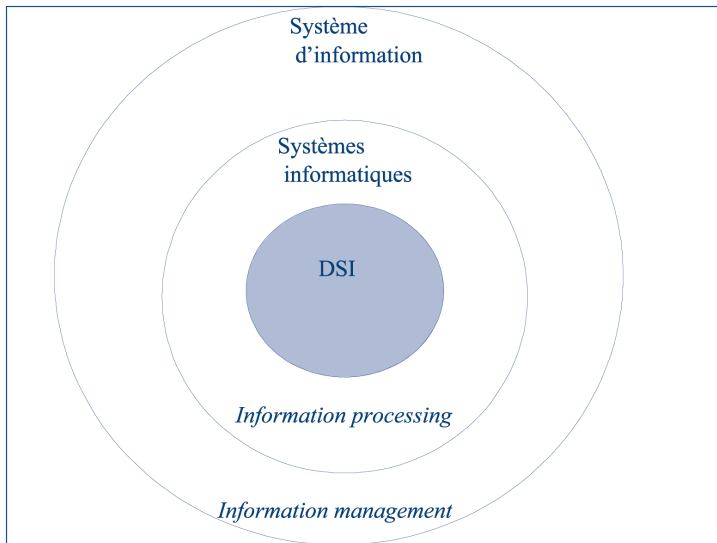 Système
d’information
Systèmes
informatiques
DSI
Information processing
Information management